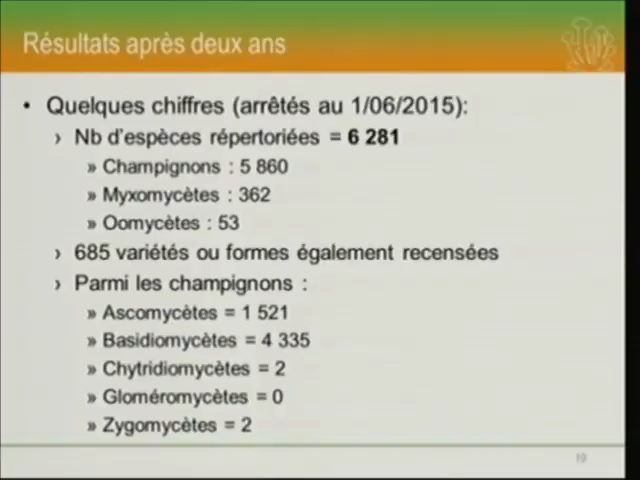 Résultats après deux ans
• Quelques chiffres (arrêtés au 1/06/2015):
› Nb d'espèces répertoriées = 6 281
» Champignons : 5 860
» Myxomycètes : 362
» Oomycètes : 53
› 685 variétés ou formes également recensées
› Parmi les champignons :
» Ascomycètes = 1 521
» Basidiomycètes = 4 335
» Chytridiomycètes = 2
» Gloméromycètes = 0
» Zygomycètes = 2
19